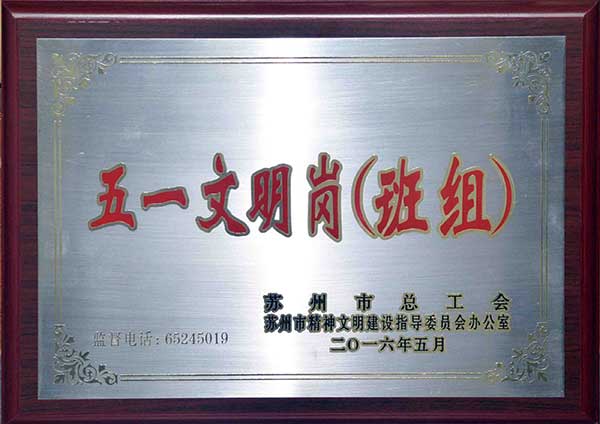 五一文明岗(班组)
苏州市总工会
苏州市精神文明建设指导委员会办公室
监督电话:65245019
二〇一六年五月